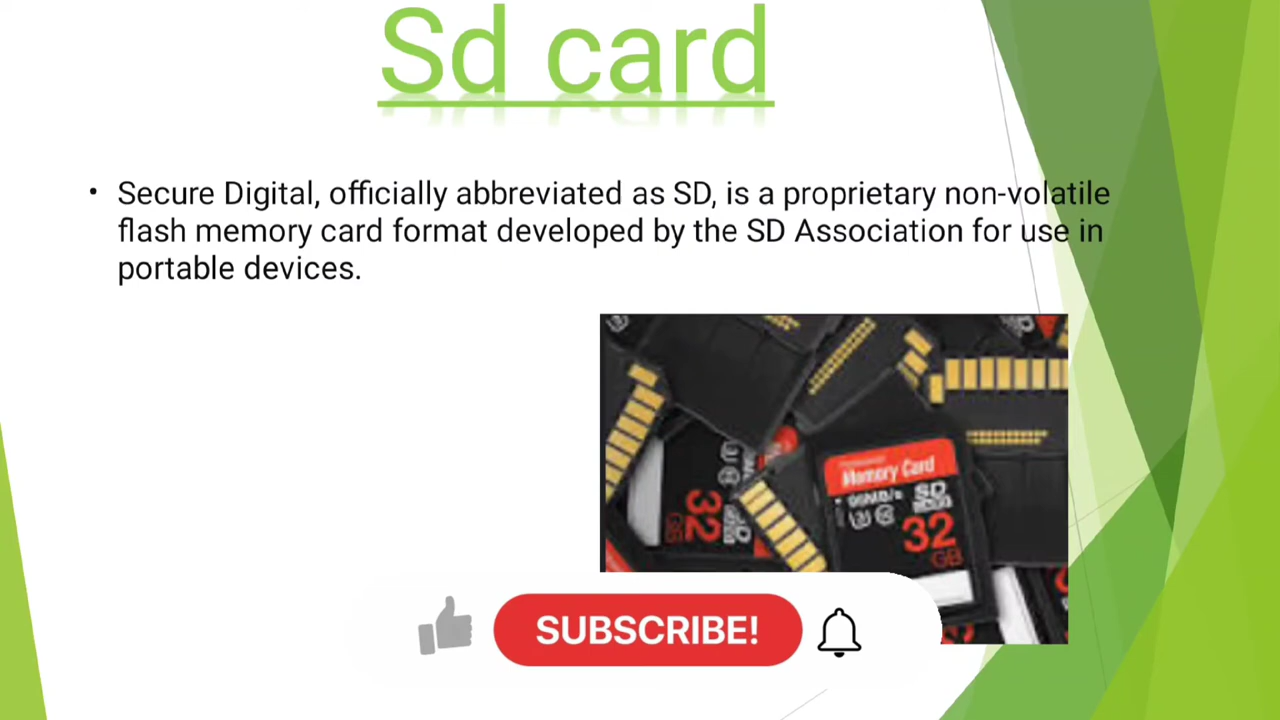 Sd card
• Secure Digital, officially abbreviated as SD, is a proprietary non-volatile
flash memory card format developed by the SD Association for use in
portable devices.
Memory Card
SD
32
GB
32
SUBSCRIBE!